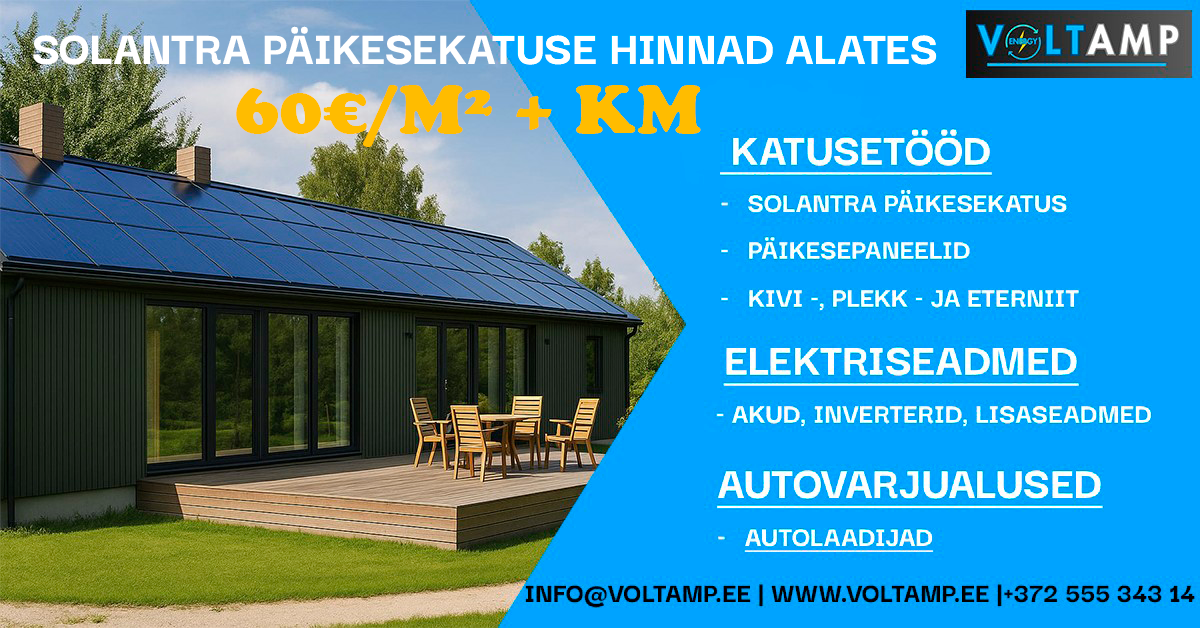 SOLANTRA PÄIKESEKATUSE HINNAD ALATES
60€/M² + KM
VOLTAMP
ENERGY
KATUSETÖÖD
- SOLANTRA PÄIKESEKATUS
- PÄIKESEPANEELID
- KIVI -, PLEKK - JA ETERNIIT
ELEKTRISEADMED
- AKUD, INVERTERID, LISASEADMED
AUTOVARJUALUSED
- AUTOLAADIJAD
INFO@VOLTAMP.EE | WWW.VOLTAMP.EE |+372 555 343 14